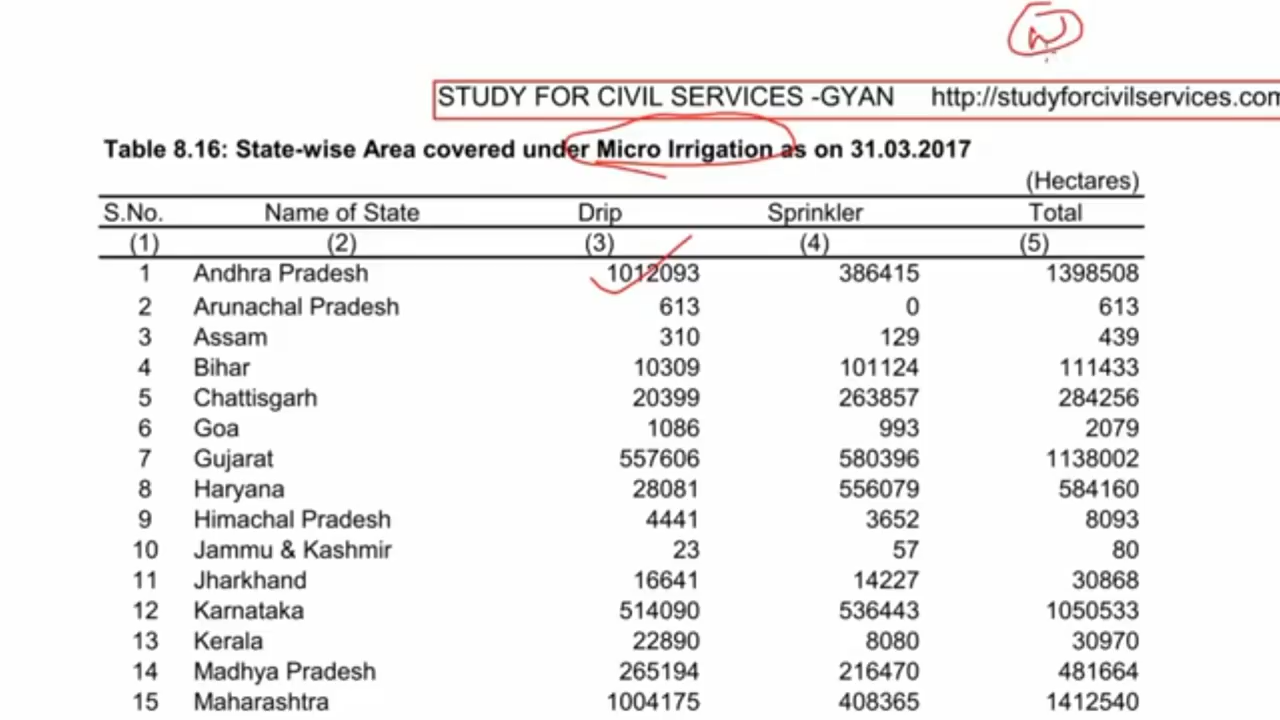 STUDY FOR CIVIL SERVICES -GYAN http://studyforcivilservices.com
Table 8.16: State-wise Area covered under Micro Irrigation as on 31.03.2017
(Hectares)
S.No. Name of State Drip Sprinkler Total
(1) (2) (3) (4) (5)
1 Andhra Pradesh 1012093 386415 1398508
2 Arunachal Pradesh 613 0 613
3 Assam 310 129 439
4 Bihar 10309 101124 111433
5 Chattisgarh 20399 263857 284256
6 Goa 1086 993 2079
7 Gujarat 557606 580396 1138002
8 Haryana 28081 556079 584160
9 Himachal Pradesh 4441 3652 8093
10 Jammu & Kashmir 23 57 80
11 Jharkhand 16641 14227 30868
12 Karnataka 514090 536443 1050533
13 Kerala 22890 8080 30970
14 Madhya Pradesh 265194 216470 481664
15 Maharashtra 1004175 408365 1412540